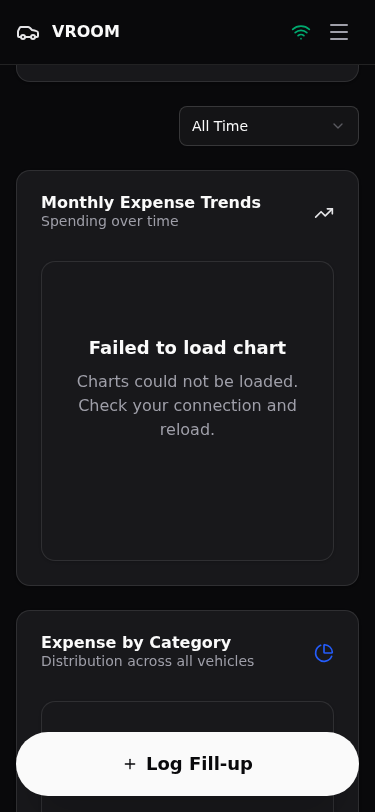 VROOM
All Time
Monthly Expense Trends
Spending over time
Failed to load chart
Charts could not be loaded.
Check your connection and
reload.
Expense by Category
Distribution across all vehicles
+ Log Fill-up